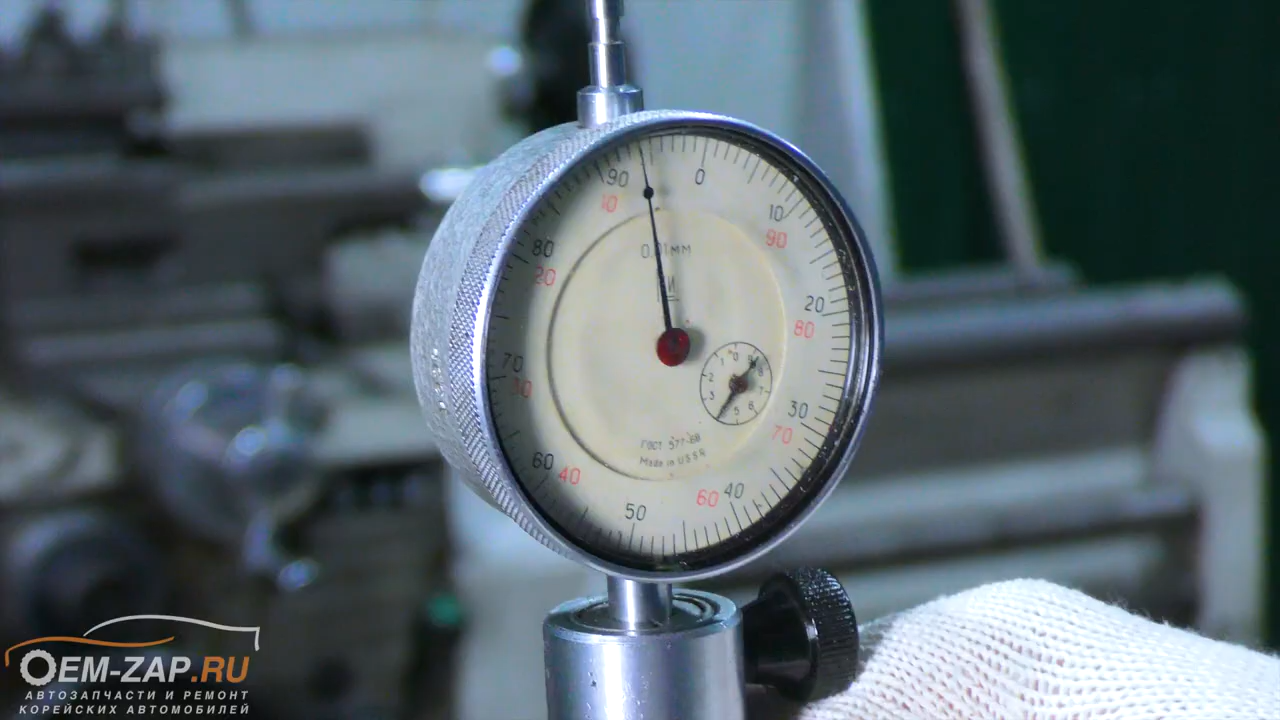 90 0
10 10
90
0,01мм
80
20
20
80
70
30
30
70
60 40
60 40
50
ГОСТ 577-68
Made in USSR
OEM-ZAP.RU
АВТОЗАПЧАСТИ И РЕМОНТ
КОРЕЙСКИХ АВТОМОБИЛЕЙ